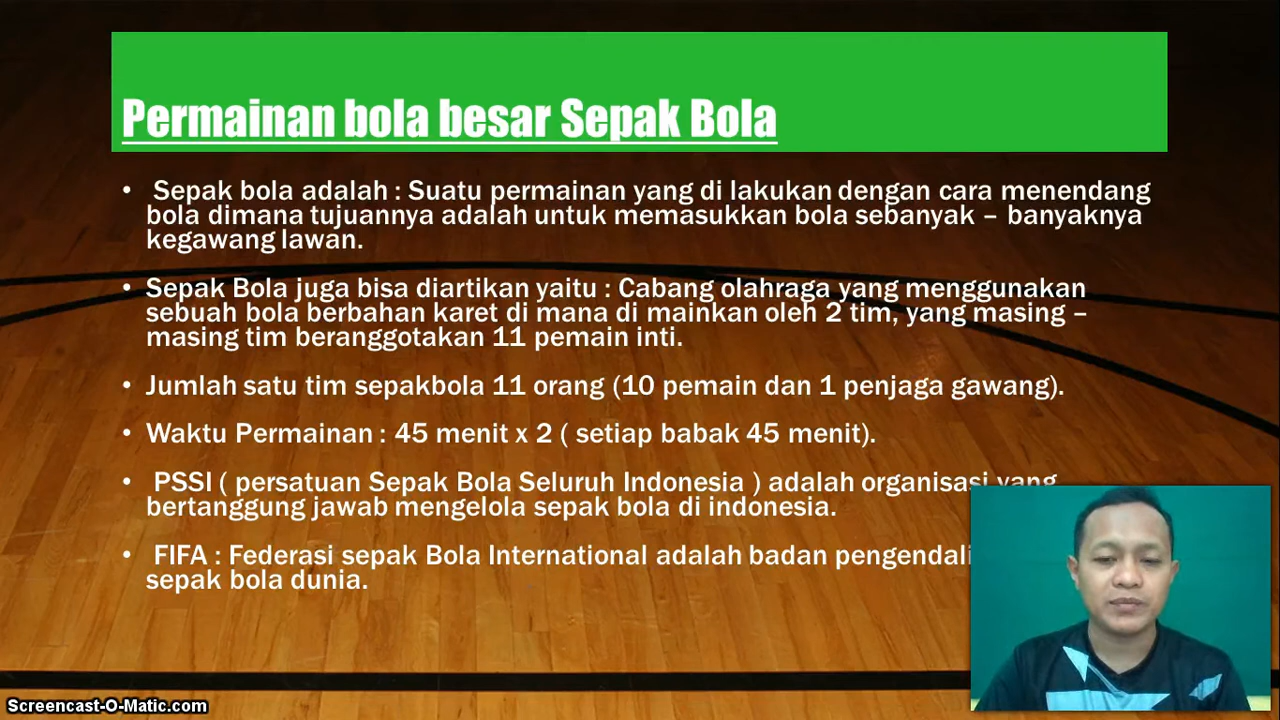 Permainan bola besar Sepak Bola
• Sepak bola adalah : Suatu permainan yang di lakukan dengan cara menendang
bola dimana tujuannya adalah untuk memasukkan bola sebanyak – banyaknya
kegawang lawan.
• Sepak Bola juga bisa diartikan yaitu : Cabang olahraga yang menggunakan
sebuah bola berbahan karet di mana di mainkan oleh 2 tim, yang masing –
masing tim beranggotakan 11 pemain inti.
• Jumlah satu tim sepakbola 11 orang (10 pemain dan 1 penjaga gawang).
• Waktu Permainan : 45 menit x 2 ( setiap babak 45 menit).
• PSSI ( persatuan Sepak Bola Seluruh Indonesia ) adalah organisasi yang
bertanggung jawab mengelola sepak bola di indonesia.
• FIFA : Federasi sepak Bola International adalah badan pengendali
sepak bola dunia.
Screencast-O-Matic.com